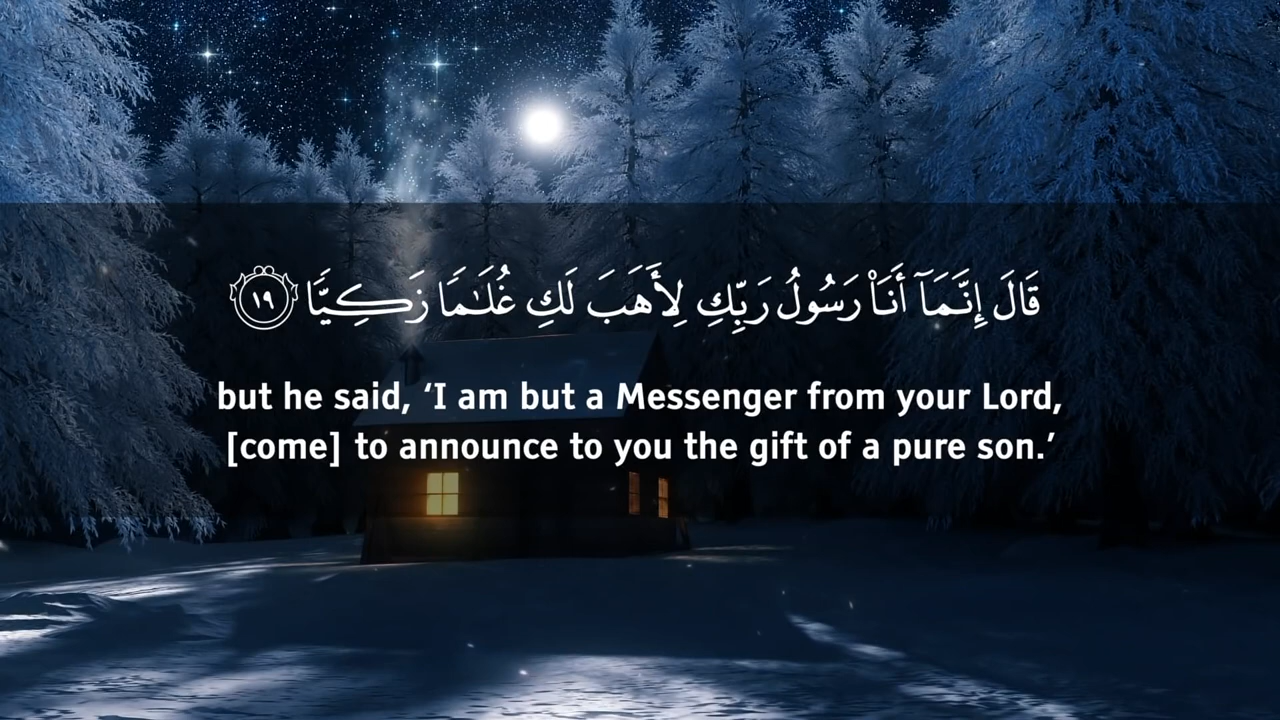 قَالَ إِنَّمَآ أَنَا۠ رَسُولُ رَبِّكِ لِأَهَبَ لَكِ غُلَـٰمًا زَكِيًّا ١٩
but he said, ‘I am but a Messenger from your Lord,
[come] to announce to you the gift of a pure son.’